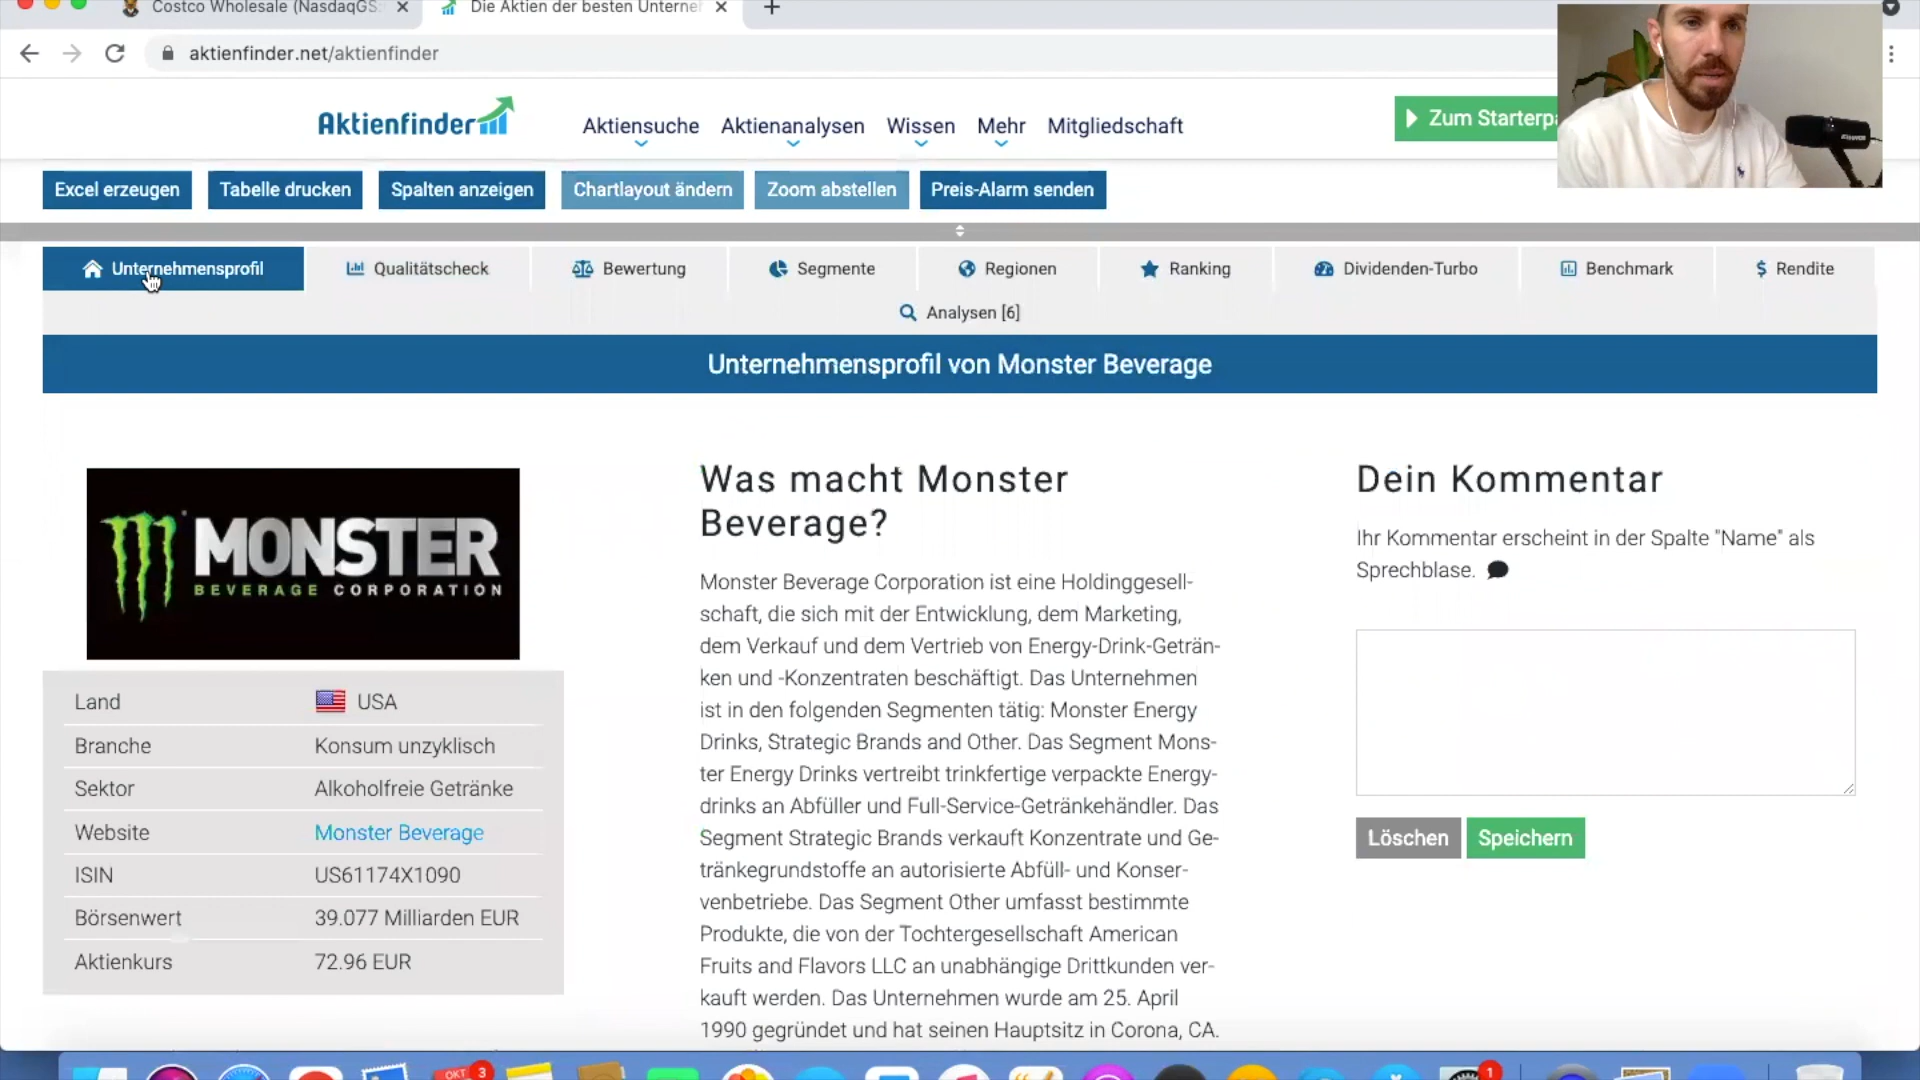 Costco Wholesale (NasdaqGS:
Die Aktien der besten Unterneh
aktienfinder.net/aktienfinder
Aktienfinder
Aktiensuche
Aktienanalysen
Wissen
Mehr
Mitgliedschaft
Zum Starterpa
Excel erzeugen
Tabelle drucken
Spalten anzeigen
Chartlayout ändern
Zoom abstellen
Preis-Alarm senden
Unternehmensprofil
Qualitätscheck
Bewertung
Segmente
Regionen
Ranking
Dividenden-Turbo
Benchmark
Rendite
Analysen [6]
Unternehmensprofil von Monster Beverage
MONSTER
BEVERAGE CORPORATION
Land USA
Branche Konsum unzyklisch
Sektor Alkoholfreie Getränke
Website Monster Beverage
ISIN US61174X1090
Börsenwert 39.077 Milliarden EUR
Aktienkurs 72.96 EUR
Was macht Monster
Beverage?
Monster Beverage Corporation ist eine Holdinggesell-
schaft, die sich mit der Entwicklung, dem Marketing,
dem Verkauf und dem Vertrieb von Energy-Drink-Geträn-
ken und -Konzentraten beschäftigt. Das Unternehmen
ist in den folgenden Segmenten tätig: Monster Energy
Drinks, Strategic Brands and Other. Das Segment Mons-
ter Energy Drinks vertreibt trinkfertige verpackte Energy-
drinks an Abfüller und Full-Service-Getränkehändler. Das
Segment Strategic Brands verkauft Konzentrate und Ge-
tränkegrundstoffe an autorisierte Abfüll- und Konser-
venbetriebe. Das Segment Other umfasst bestimmte
Produkte, die von der Tochtergesellschaft American
Fruits and Flavors LLC an unabhängige Drittkunden ver-
kauft werden. Das Unternehmen wurde am 25. April
1990 gegründet und hat seinen Hauptsitz in Corona, CA.
Dein Kommentar
Ihr Kommentar erscheint in der Spalte "Name" als
Sprechblase.
Löschen
Speichern
OKT
3
1